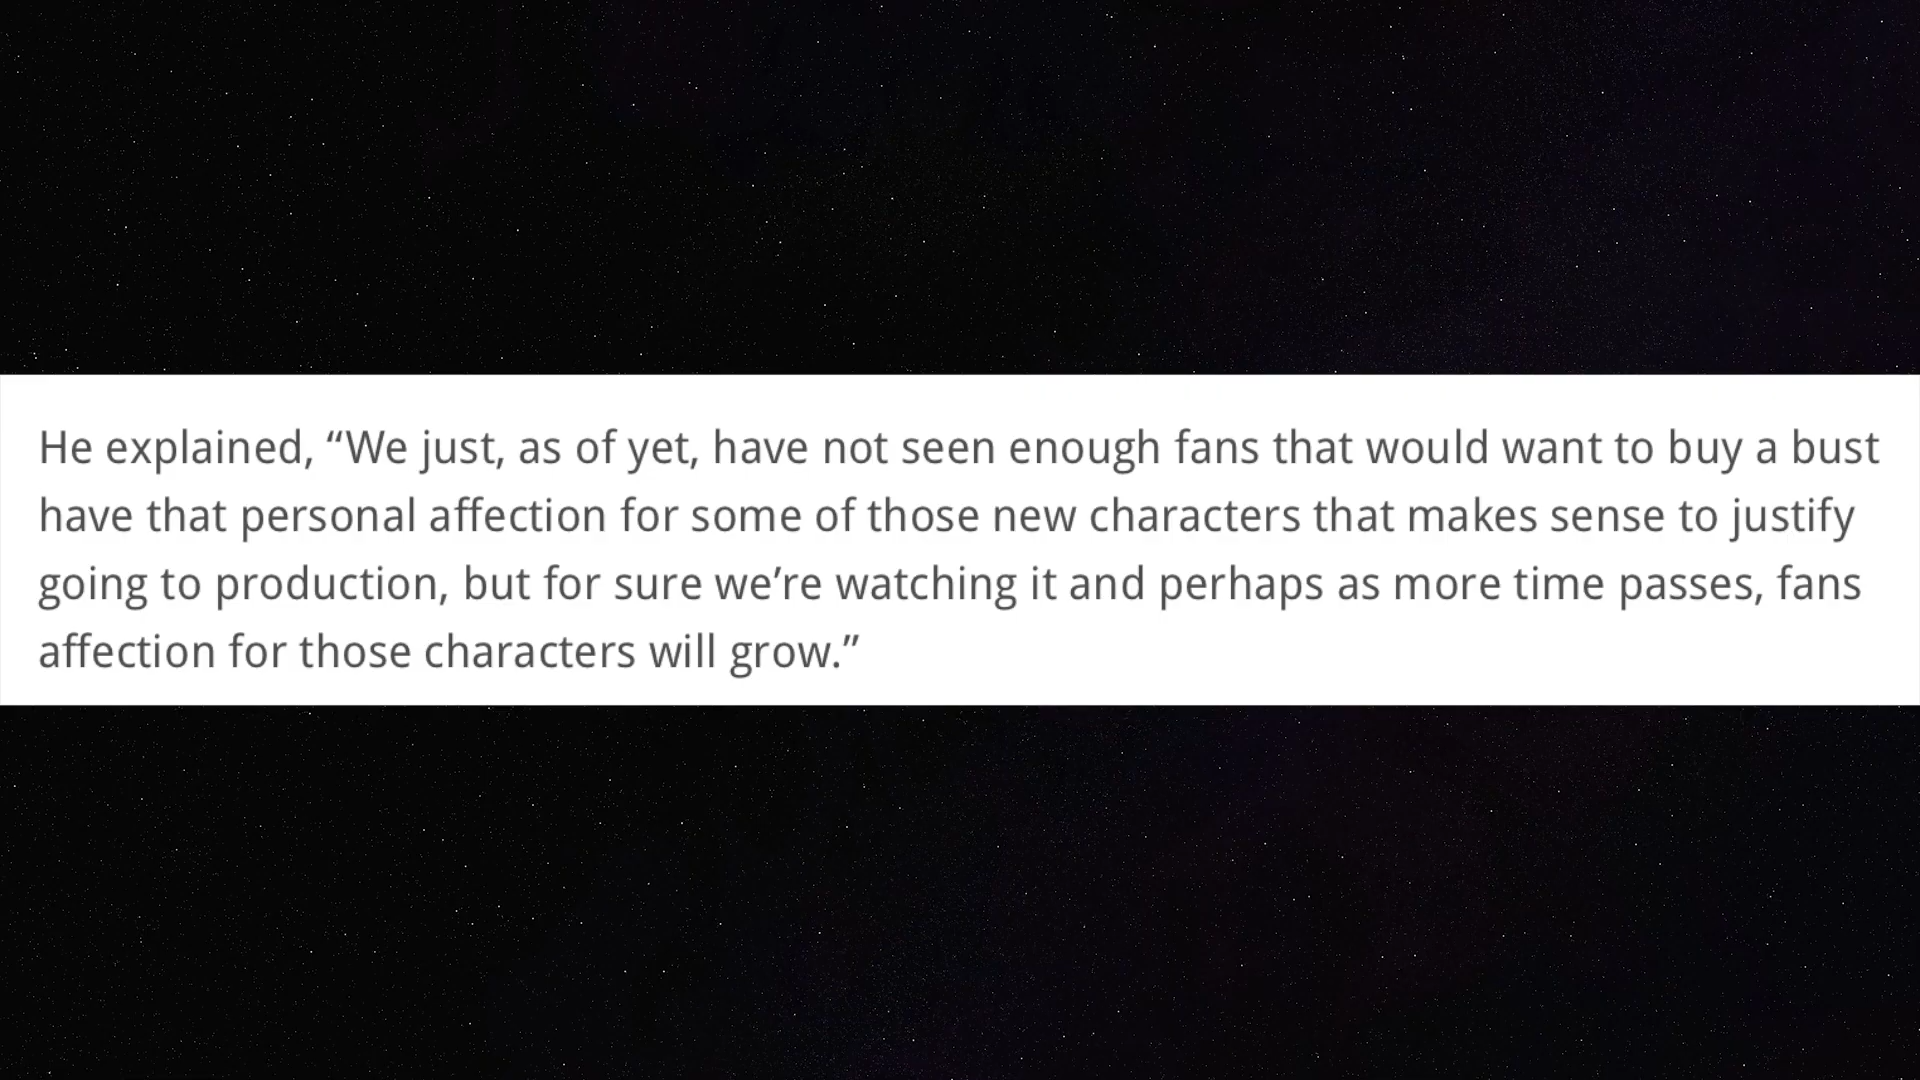 He explained, “We just, as of yet, have not seen enough fans that would want to buy a bust
have that personal affection for some of those new characters that makes sense to justify
going to production, but for sure we’re watching it and perhaps as more time passes, fans
affection for those characters will grow.”